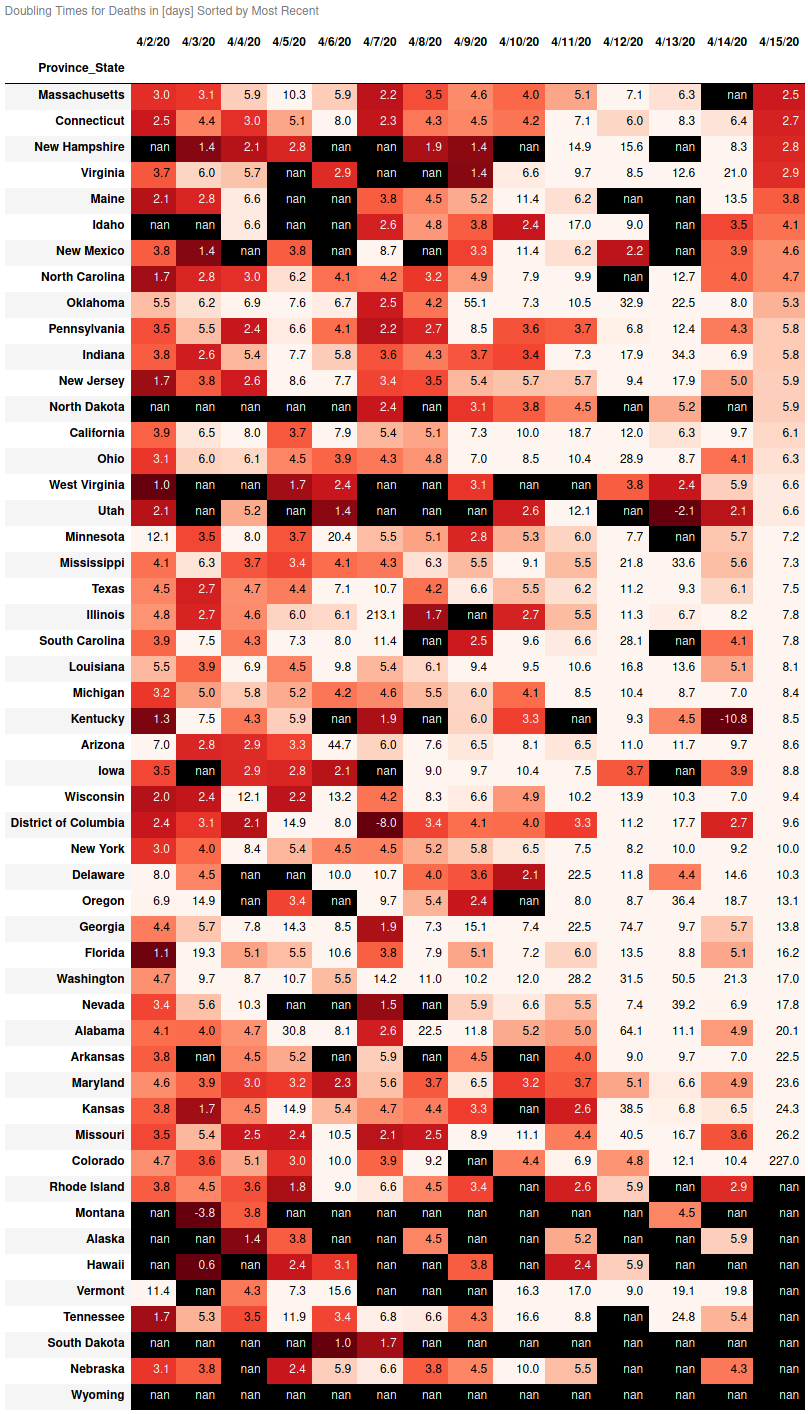 Doubling Times for Deaths in [days] Sorted by Most Recent
4/2/20 4/3/20 4/4/20 4/5/20 4/6/20 4/7/20 4/8/20 4/9/20 4/10/20 4/11/20 4/12/20 4/13/20 4/14/20 4/15/20
Province_State
Massachusetts 3.0 3.1 5.9 10.3 5.9 2.2 3.5 4.6 4.0 5.1 7.1 6.3 nan 2.5
Connecticut 2.5 4.4 3.0 5.1 8.0 2.3 4.3 4.5 4.2 7.1 6.0 8.3 6.4 2.7
New Hampshire nan 1.4 2.1 2.8 nan nan 1.9 1.4 nan 14.9 15.6 nan 8.3 2.8
Virginia 3.7 6.0 5.7 nan 2.9 nan nan 1.4 6.6 9.7 8.5 12.6 21.0 2.9
Maine 2.1 2.8 6.6 nan nan 3.8 4.5 5.2 11.4 6.2 nan nan 13.5 3.8
Idaho nan nan 6.6 nan nan 2.6 4.8 3.8 2.4 17.0 9.0 nan 3.5 4.1
New Mexico 3.8 1.4 nan 3.8 nan 8.7 nan 3.3 11.4 6.2 2.2 nan 3.9 4.6
North Carolina 1.7 2.8 3.0 6.2 4.1 4.2 3.2 4.9 7.9 9.9 nan 12.7 4.0 4.7
Oklahoma 5.5 6.2 6.9 7.6 6.7 2.5 4.2 55.1 7.3 10.5 32.9 22.5 8.0 5.3
Pennsylvania 3.5 5.5 2.4 6.6 4.1 2.2 2.7 8.5 3.6 3.7 6.8 12.4 4.3 5.8
Indiana 3.8 2.6 5.4 7.7 5.8 3.6 4.3 3.7 3.4 7.3 17.9 34.3 6.9 5.8
New Jersey 1.7 3.8 2.6 8.6 7.7 3.4 3.5 5.4 5.7 5.7 9.4 17.9 5.0 5.9
North Dakota nan nan nan nan nan 2.4 nan 3.1 3.8 4.5 nan 5.2 nan 5.9
California 3.9 6.5 8.0 3.7 7.9 5.4 5.1 7.3 10.0 18.7 12.0 6.3 9.7 6.1
Ohio 3.1 6.0 6.1 4.5 3.9 4.3 4.8 7.0 8.5 10.4 28.9 8.7 4.1 6.3
West Virginia 1.0 nan nan 1.7 2.4 nan nan 3.1 nan nan 3.8 2.4 5.9 6.6
Utah 2.1 nan 5.2 nan 1.4 nan nan nan 2.6 12.1 nan -2.1 2.1 6.6
Minnesota 12.1 3.5 8.0 3.7 20.4 5.5 5.1 2.8 5.3 6.0 7.7 nan 5.7 7.2
Mississippi 4.1 6.3 3.7 3.4 4.1 4.3 6.3 5.5 9.1 5.5 21.8 33.6 5.6 7.3
Texas 4.5 2.7 4.7 4.4 7.1 10.7 4.2 6.6 5.5 6.2 11.2 9.3 6.1 7.5
Illinois 4.8 2.7 4.6 6.0 6.1 213.1 1.7 nan 2.7 5.5 11.3 6.7 8.2 7.8
South Carolina 3.9 7.5 4.3 7.3 8.0 11.4 nan 2.5 9.6 6.6 28.1 nan 4.1 7.8
Louisiana 5.5 3.9 6.9 4.5 9.8 5.4 6.1 9.4 9.5 10.6 16.8 13.6 5.1 8.1
Michigan 3.2 5.0 5.8 5.2 4.2 4.6 5.5 6.0 4.1 8.5 10.4 8.7 7.0 8.4
Kentucky 1.3 7.5 4.3 5.9 nan 1.9 nan 6.0 3.3 nan 9.3 4.5 -10.8 8.5
Arizona 7.0 2.8 2.9 3.3 44.7 6.0 7.6 6.5 8.1 6.5 11.0 11.7 9.7 8.6
Iowa 3.5 nan 2.9 2.8 2.1 nan 9.0 9.7 10.4 7.5 3.7 nan 3.9 8.8
Wisconsin 2.0 2.4 12.1 2.2 13.2 4.2 8.3 6.6 4.9 10.2 13.9 10.3 7.0 9.4
District of Columbia 2.4 3.1 2.1 14.9 8.0 -8.0 3.4 4.1 4.0 3.3 11.2 17.7 2.7 9.6
New York 3.0 4.0 8.4 5.4 4.5 4.5 5.2 5.8 6.5 7.5 8.2 10.0 9.2 10.0
Delaware 8.0 4.5 nan nan 10.0 10.7 4.0 3.6 2.1 22.5 11.8 4.4 14.6 10.3
Oregon 6.9 14.9 nan 3.4 nan 9.7 5.4 2.4 nan 8.0 8.7 36.4 18.7 13.1
Georgia 4.4 5.7 7.8 14.3 8.5 1.9 7.3 15.1 7.4 22.5 74.7 9.7 5.7 13.8
Florida 1.1 19.3 5.1 5.5 10.6 3.8 7.9 5.1 7.2 6.0 13.5 8.8 5.1 16.2
Washington 4.7 9.7 8.7 10.7 5.5 14.2 11.0 10.2 12.0 28.2 31.5 50.5 21.3 17.0
Nevada 3.4 5.6 10.3 nan nan 1.5 nan 5.9 6.6 5.5 7.4 39.2 6.9 17.8
Alabama 4.1 4.0 4.7 30.8 8.1 2.6 22.5 11.8 5.2 5.0 64.1 11.1 4.9 20.1
Arkansas 3.8 nan 4.5 5.2 nan 5.9 nan 4.5 nan 4.0 9.0 9.7 7.0 22.5
Maryland 4.6 3.9 3.0 3.2 2.3 5.6 3.7 6.5 3.2 3.7 5.1 6.6 4.9 23.6
Kansas 3.8 1.7 4.5 14.9 5.4 4.7 4.4 3.3 nan 2.6 38.5 6.8 6.5 24.3
Missouri 3.5 5.4 2.5 2.4 10.5 2.1 2.5 8.9 11.1 4.4 40.5 16.7 3.6 26.2
Colorado 4.7 3.6 5.1 3.0 10.0 3.9 9.2 nan 4.4 6.9 4.8 12.1 10.4 227.0
Rhode Island 3.8 4.5 3.6 1.8 9.0 6.6 4.5 3.4 nan 2.6 5.9 nan 2.9 nan
Montana nan -3.8 3.8 nan nan nan nan nan nan nan nan 4.5 nan nan
Alaska nan nan 1.4 3.8 nan nan 4.5 nan nan 5.2 nan nan 5.9 nan
Hawaii nan 0.6 nan 2.4 3.1 nan nan 3.8 nan 2.4 5.9 nan nan nan
Vermont 11.4 nan 4.3 7.3 15.6 nan nan nan 16.3 17.0 9.0 19.1 19.8 nan
Tennessee 1.7 5.3 3.5 11.9 3.4 6.8 6.6 4.3 16.6 8.8 nan 24.8 5.4 nan
South Dakota nan nan nan nan 1.0 1.7 nan nan nan nan nan nan nan nan
Nebraska 3.1 3.8 nan 2.4 5.9 6.6 3.8 4.5 10.0 5.5 nan nan 4.3 nan
Wyoming nan nan nan nan nan nan nan nan nan nan nan nan nan nan